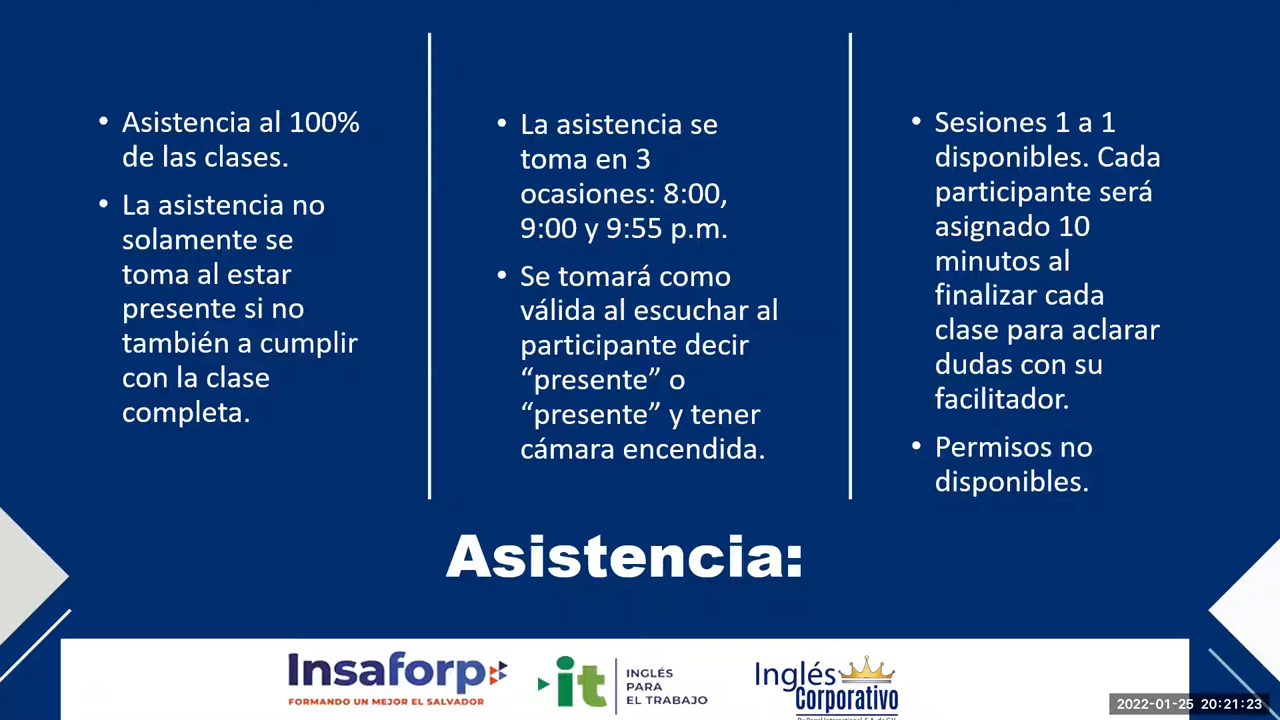 • Asistencia al 100%
de las clases.
• La asistencia no
solamente se
toma al estar
presente si no
también a cumplir
con la clase
completa.
• La asistencia se
toma en 3
ocasiones: 8:00,
9:00 y 9:55 p.m.
• Se tomará como
válida al escuchar al
participante decir
“presente” o
“presente” y tener
cámara encendida.
• Sesiones 1 a 1
disponibles. Cada
participante será
asignado 10
minutos al
finalizar cada
clase para aclarar
dudas con su
facilitador.
• Permisos no
disponibles.
Asistencia:
Insaforp
FORMANDO UN MEJOR EL SALVADOR
it
INGLÉS
PARA
EL TRABAJO
Inglés
Corporativo
2022-01-25 20:21:23